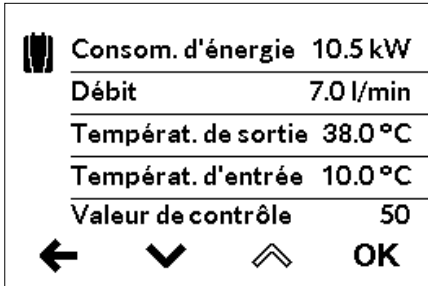 Consom. d'énergie 10.5 kW
Débit 7.0 l/min
Températ. de sortie 38.0 °C
Températ. d'entrée 10.0 °C
Valeur de contrôle 50
OK